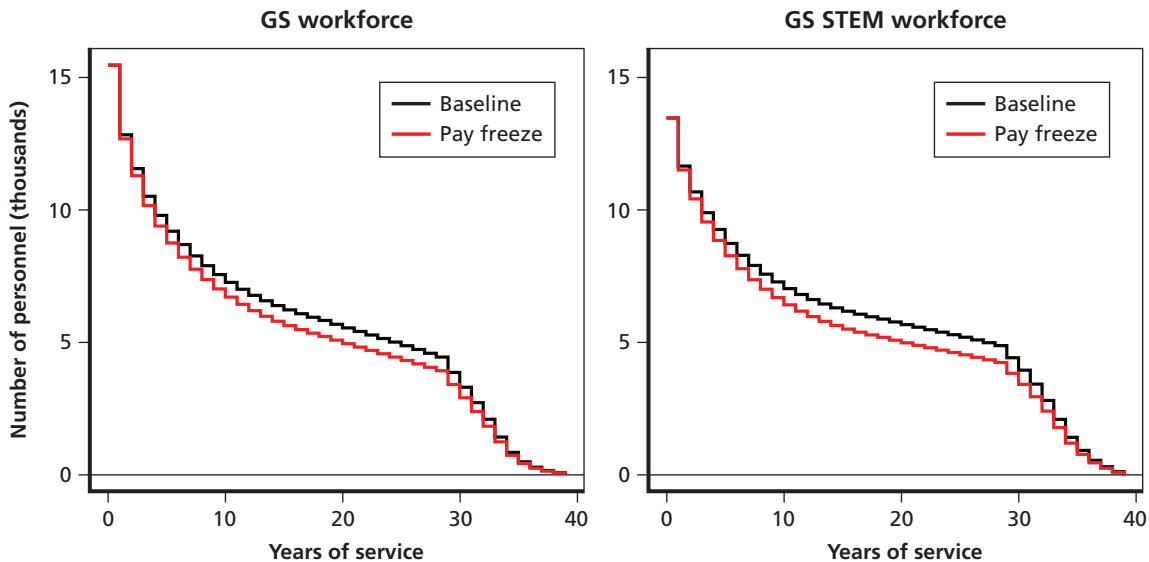 GS workforce
Number of personnel (thousands)
15
10
5
0
Baseline
Pay freeze
0 10 20 30 40
Years of service
GS STEM workforce
15
10
5
0
Baseline
Pay freeze
0 10 20 30 40
Years of service